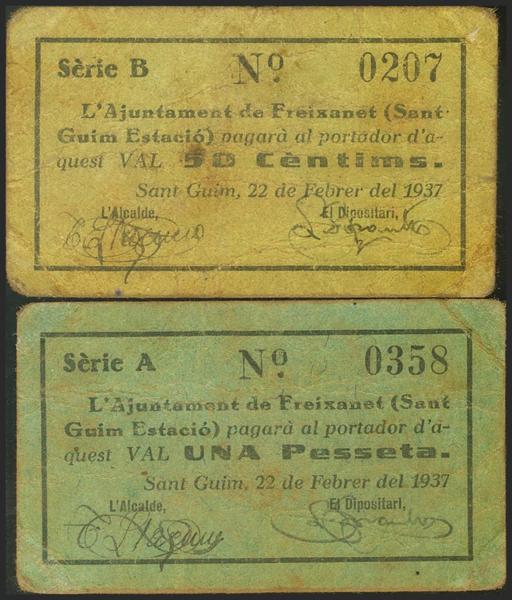 Sèrie B Nº 0207
L'Ajuntament de Freixanet (Sant
Guim Estació) pagarà al portador d'a-
quest VAL 50 Cèntims.
Sant Guim, 22 de Febrer del 1937
L'Alcalde, El Dipositari,
Sèrie A Nº 0358
L'Ajuntament de Freixanet (Sant
Guim Estació) pagarà al portador d'a-
quest VAL UNA Pesseta.
Sant Guim, 22 de Febrer del 1937
L'Alcalde, El Dipositari,